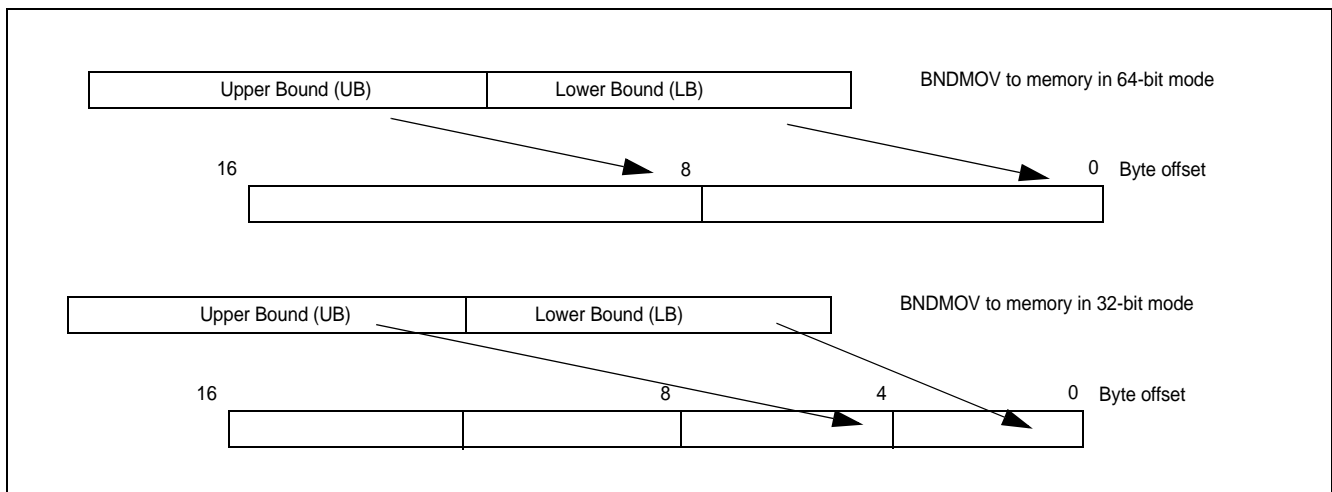 BNDMOV to memory in 64-bit mode
Upper Bound (UB) Lower Bound (LB)
16 8 0 Byte offset
BNDMOV to memory in 32-bit mode
Upper Bound (UB) Lower Bound (LB)
16 8 4 0 Byte offset